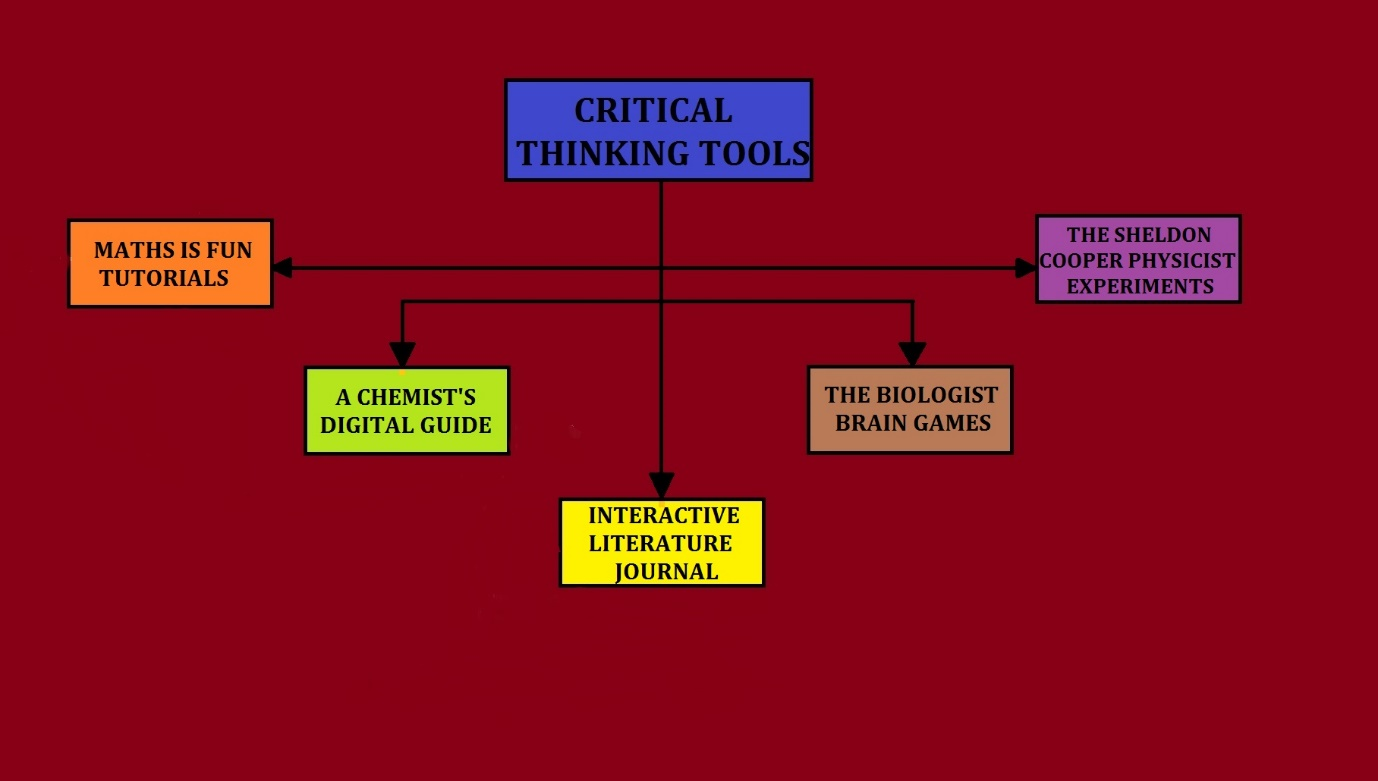 CRITICAL
THINKING TOOLS
MATHS IS FUN
TUTORIALS
THE SHELDON
COOPER PHYSICIST
EXPERIMENTS
A CHEMIST'S
DIGITAL GUIDE
THE BIOLOGIST
BRAIN GAMES
INTERACTIVE
LITERATURE
JOURNAL